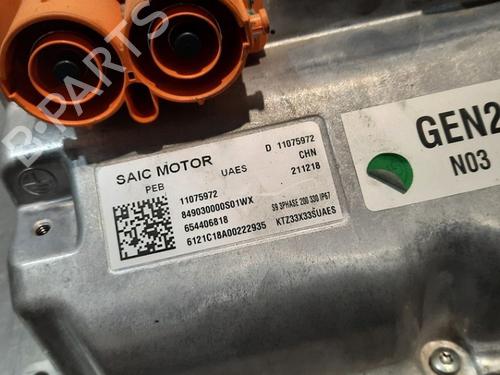 SAIC MOTOR
D 11075972
PEB
UAES
CHN
11075972
211218
849030000S01WX
654406818
S9 3PHASE 200 330 IP67
6121C18A00222935
KTZ33X33SUAES
GEN2
N03
B-PARTS